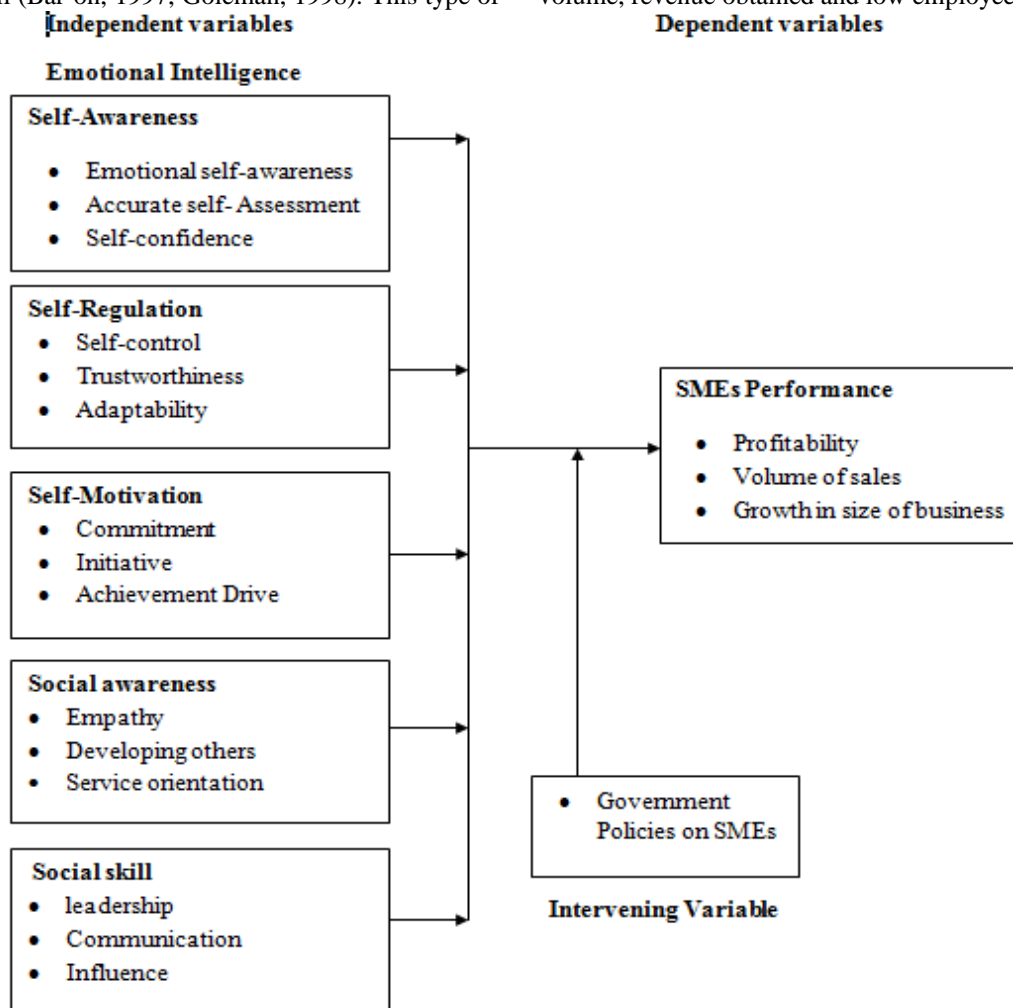 (Bar-on, 1997; Goleman, 1998). This type of
volume, revenue obtained and low employee
Independent variables
Dependent variables
Emotional Intelligence
Self-Awareness
• Emotional self-awareness
• Accurate self- Assessment
• Self-confidence
Self-Regulation
• Self-control
• Trustworthiness
• Adaptability
Self-Motivation
• Commitment
• Initiative
• Achievement Drive
Social awareness
• Empathy
• Developing others
• Service orientation
Social skill
• leadership
• Communication
• Influence
SMEs Performance
• Profitability
• Volume of sales
• Growth in size of business
• Government
Policies on SMEs
Intervening Variable